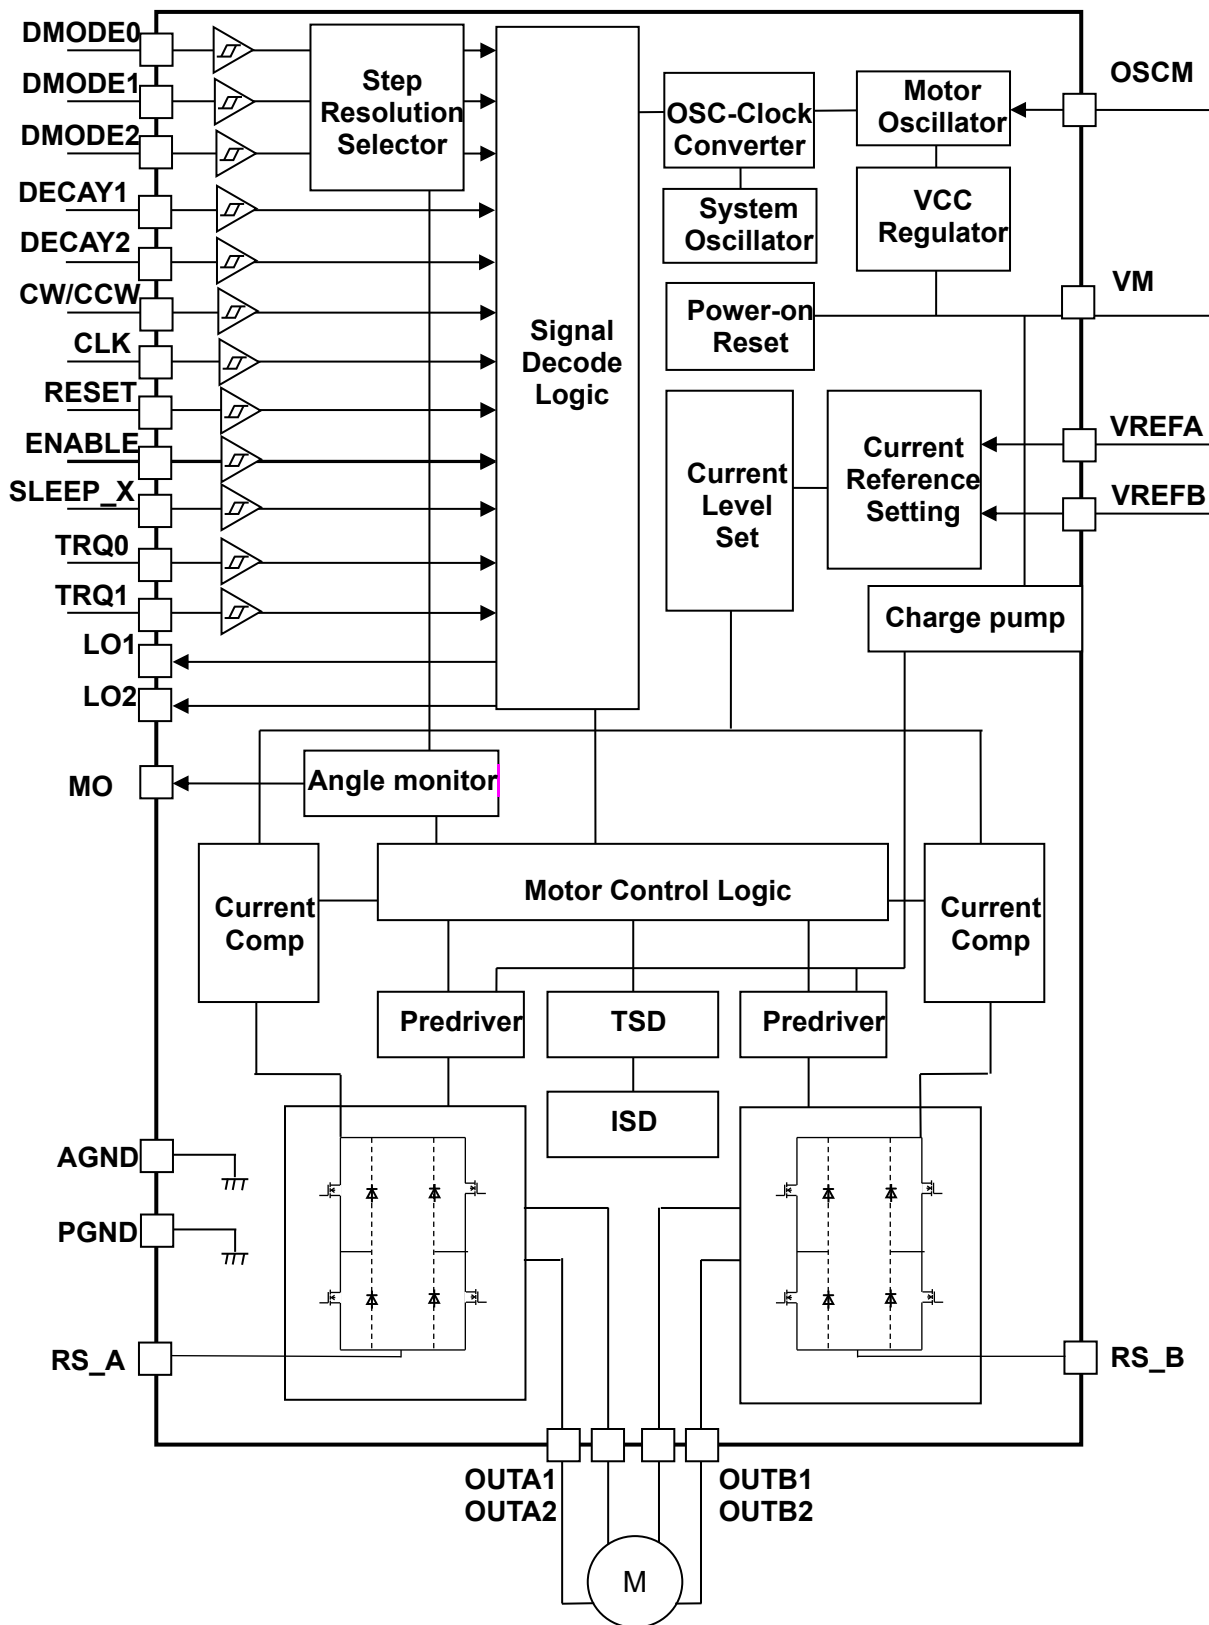 DMODE0
DMODE1
DMODE2
DECAY1
DECAY2
CW/CCW
CLK
RESET
ENABLE
SLEEP_X
TRQ0
TRQ1
LO1
LO2
MO
AGND
PGND
RS_A
Step
Resolution
Selector
Signal
Decode
Logic
OSC-Clock
Converter
Motor
Oscillator
System
Oscillator
VCC
Regulator
Power-on
Reset
Current
Level
Set
Current
Reference
Setting
Charge pump
OSCM
VM
VREFA
VREFB
Angle monitor
Motor Control Logic
Current
Comp
Current
Comp
Predriver
TSD
Predriver
ISD
RS_B
OUTA1
OUTA2
OUTB1
OUTB2
M